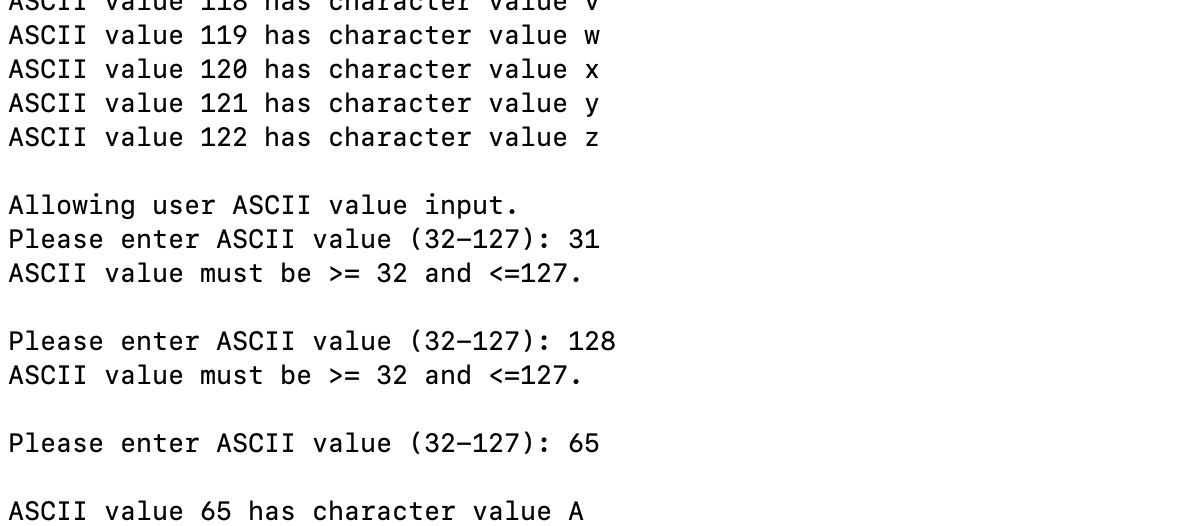 ASCII value 118 has character value v
ASCII value 119 has character value w
ASCII value 120 has character value x
ASCII value 121 has character value y
ASCII value 122 has character value z

Allowing user ASCII value input.
Please enter ASCII value (32-127): 31
ASCII value must be >= 32 and <=127.

Please enter ASCII value (32-127): 128
ASCII value must be >= 32 and <=127.

Please enter ASCII value (32-127): 65

ASCII value 65 has character value A